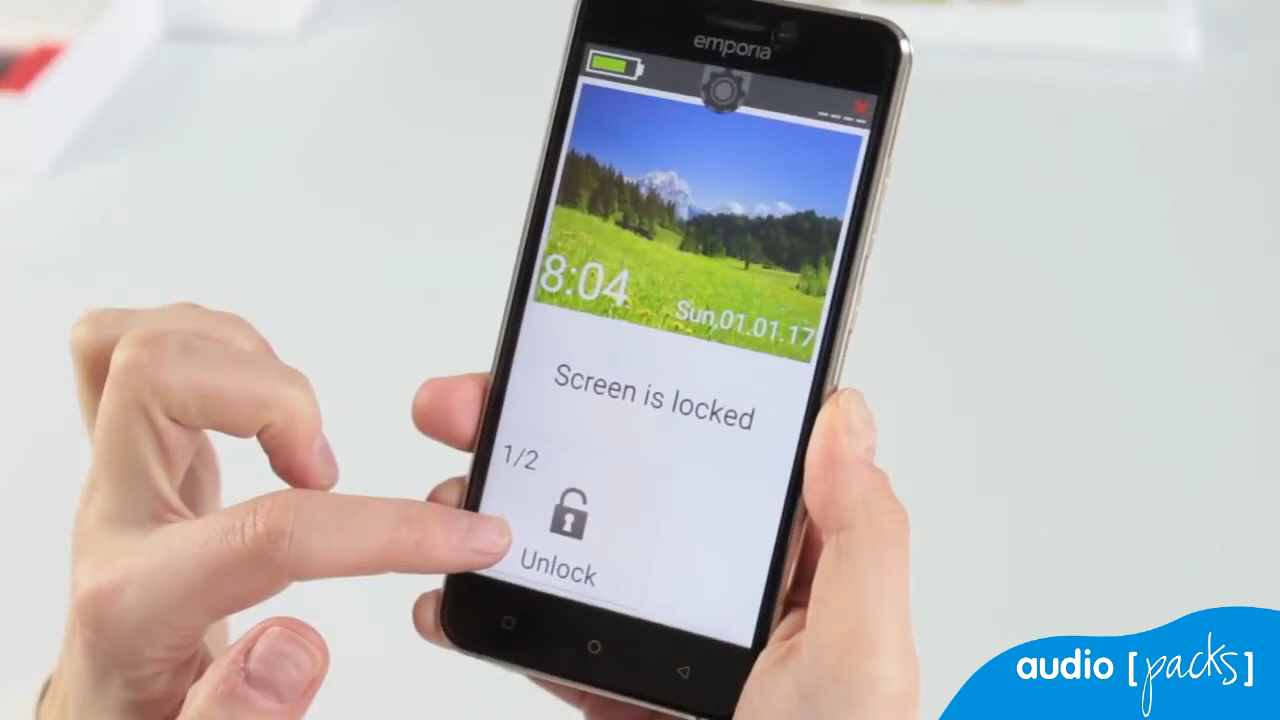 emporia
8:04
Sun,01.01.17
Screen is locked
1/2
Unlock
audio [packs]